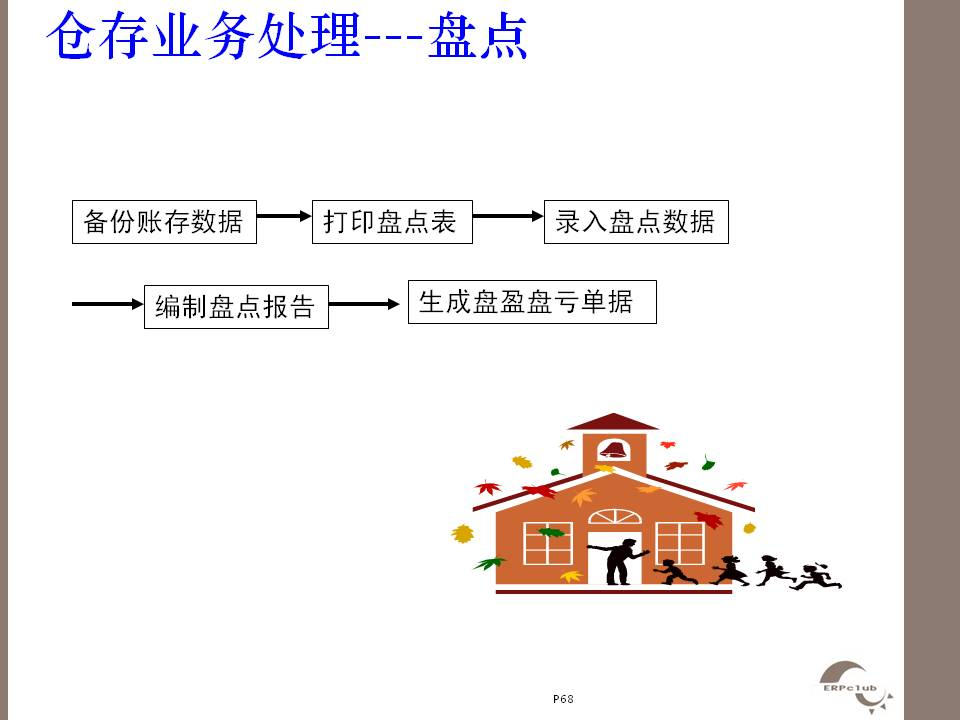 仓存业务处理---盘点
备份账存数据
打印盘点表
录入盘点数据
编制盘点报告
生成盘盈盘亏单据
ERPclub
P68